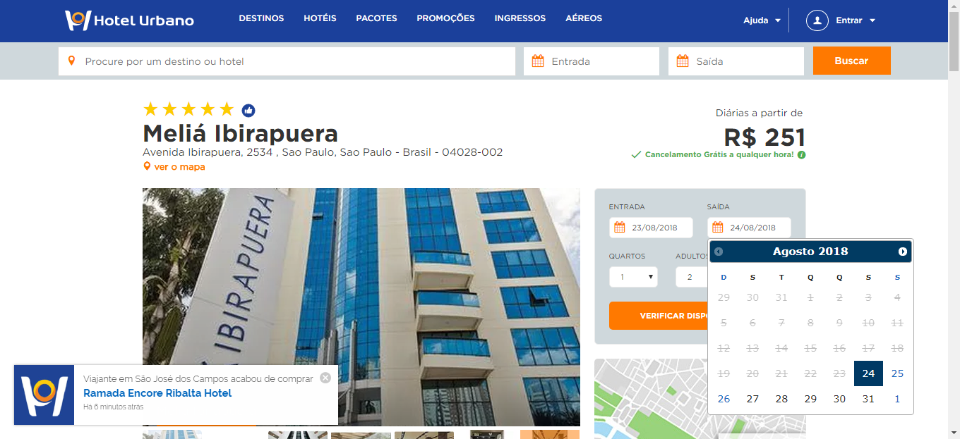 Hotel Urbano
DESTINOS HOTÉIS PACOTES PROMOÇÕES INGRESSOS AÉREOS
Ajuda Entrar
Procure por um destino ou hotel
Entrada
Saída
Buscar
Meliá Ibirapuera
Avenida Ibirapuera, 2534 , Sao Paulo, Sao Paulo - Brasil - 04028-002
ver o mapa
Diárias a partir de
R$ 251
Cancelamento Grátis a qualquer hora! i
IBIRAPUERA
ENTRADA SAÍDA
23/08/2018 24/08/2018
QUARTOS ADULTO
1 2
VERIFICAR DISP
Agosto 2018
D S T Q Q S S
29 30 31 1 2 3 4
5 6 7 8 9 10 11
12 13 14 15 16 17 18
19 20 21 22 23 24 25
26 27 28 29 30 31 1
Viajante em São José dos Campos acabou de comprar
Ramada Encore Ribalta Hotel
Há 6 minutos atrás